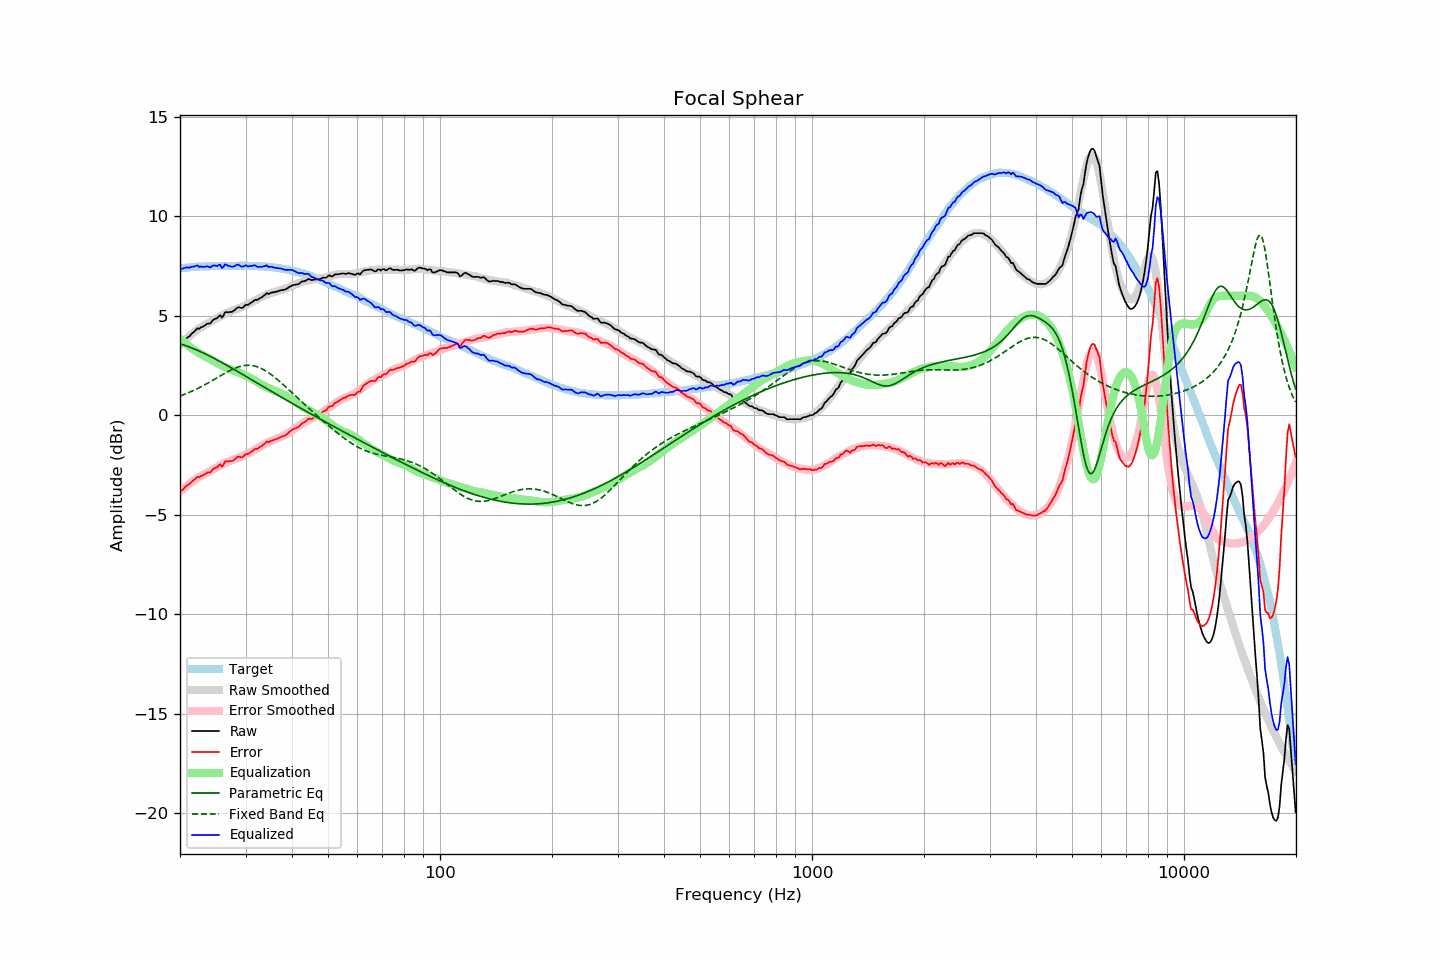 Focal Sphear
15
10
5
0
−5
−10
−15
−20
Amplitude (dBr)
Target
Raw Smoothed
Error Smoothed
Raw
Error
Equalization
Parametric Eq
Fixed Band Eq
Equalized
100
1000
10000
Frequency (Hz)